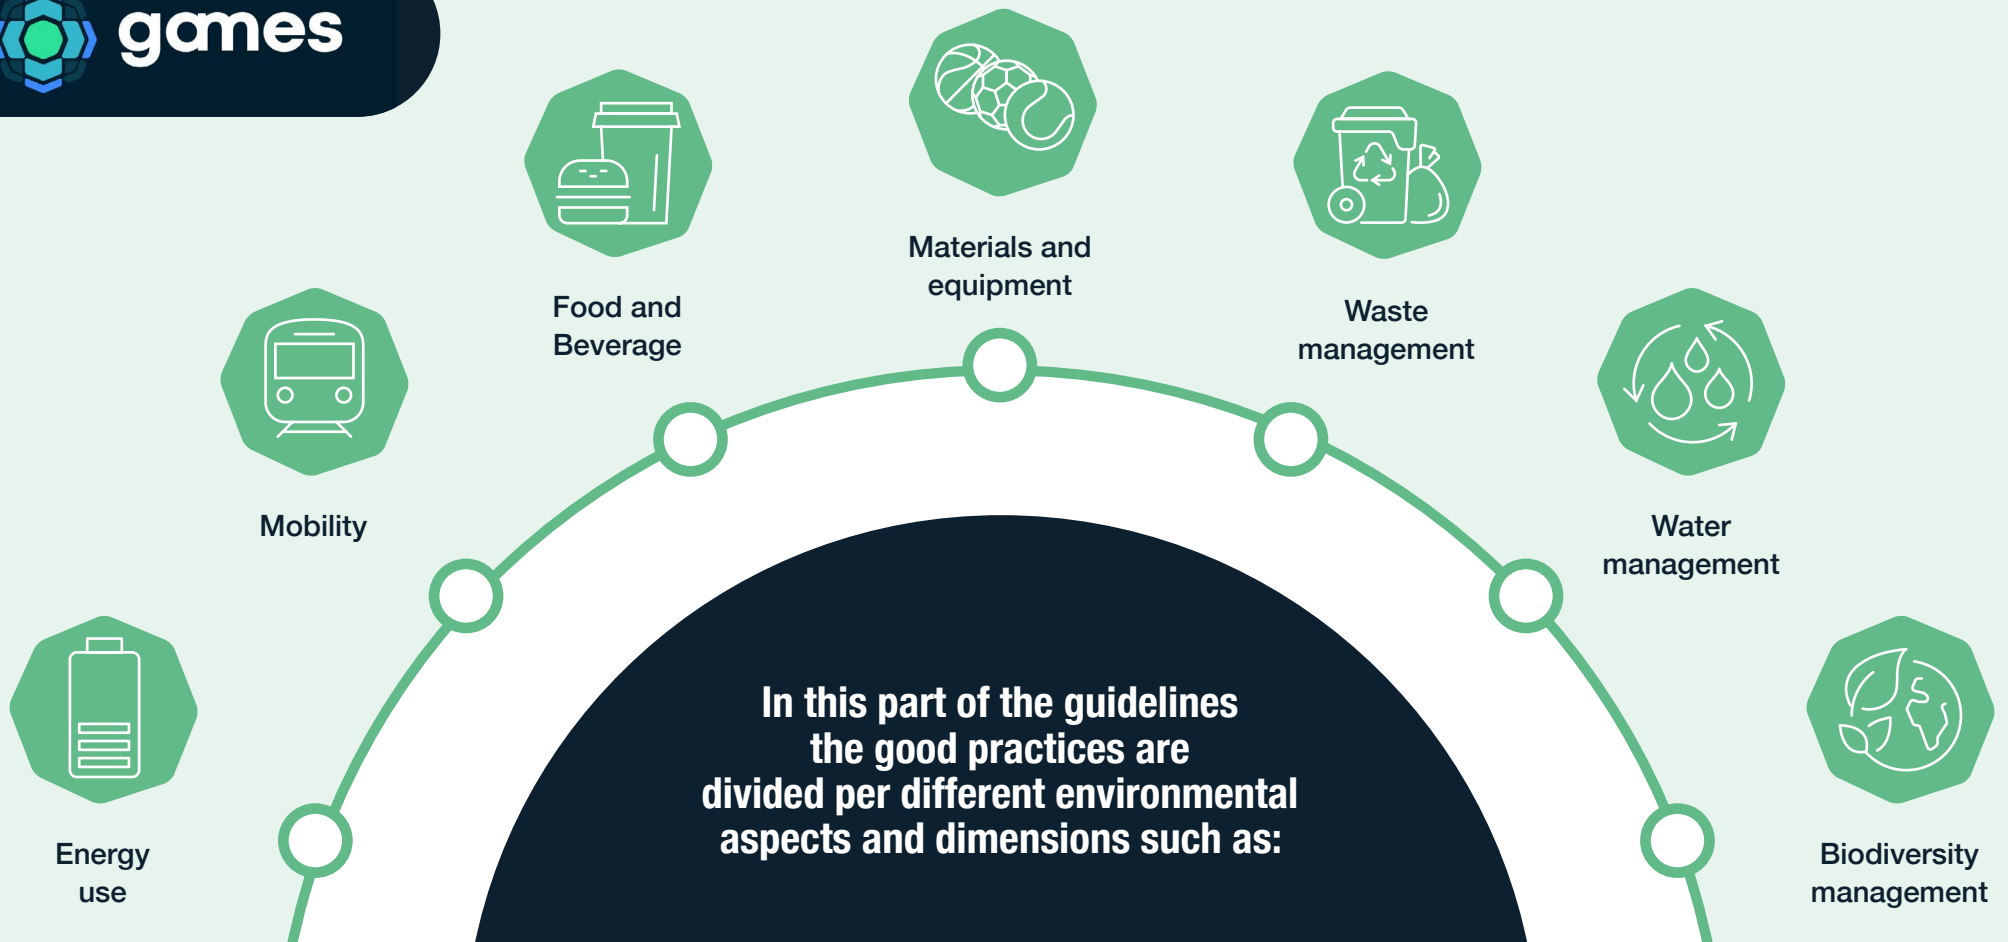 games
Energy
use
Mobility
Food and
Beverage
Materials and
equipment
Waste
management
Water
management
Biodiversity
management
In this part of the guidelines
the good practices are
divided per different environmental
aspects and dimensions such as: